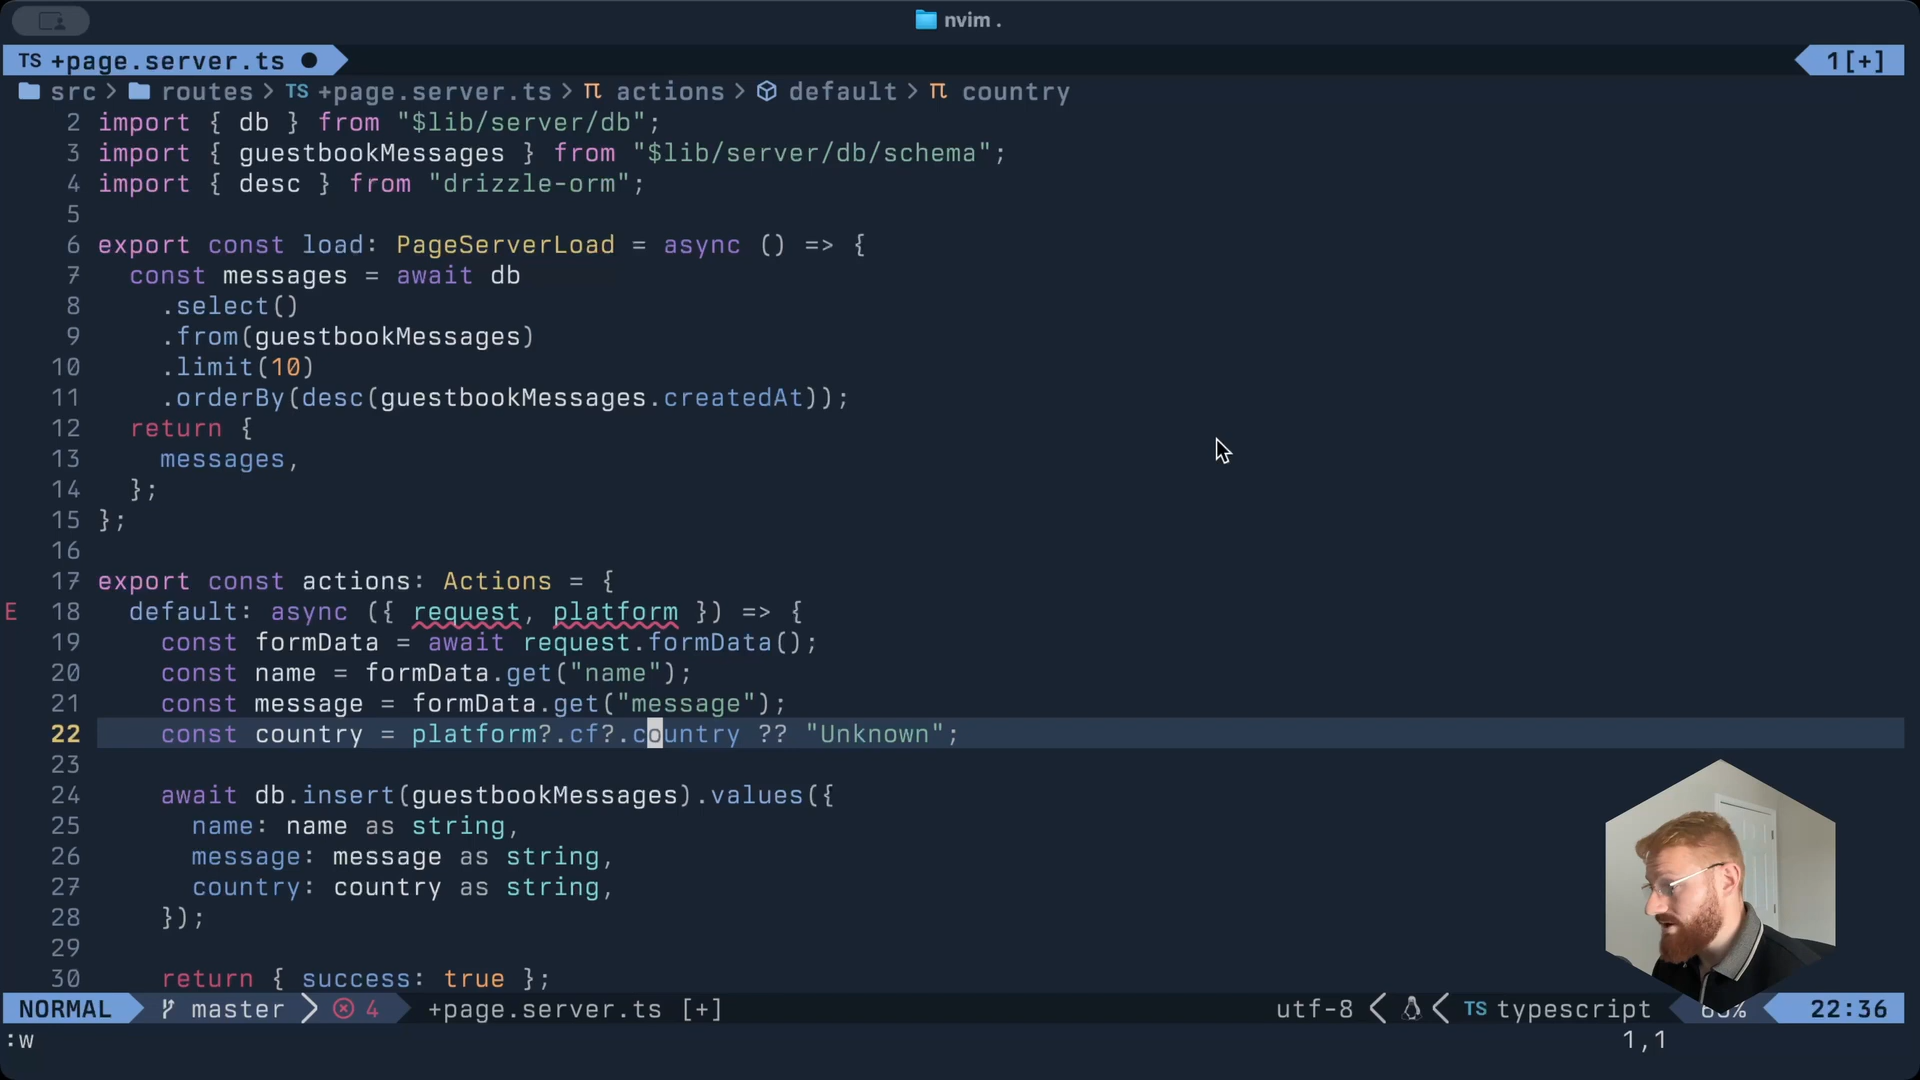 nvim .
TS +page.server.ts ● 1[+]
src > routes > TS +page.server.ts > π actions > default > π country
2 import { db } from "$lib/server/db";
3 import { guestbookMessages } from "$lib/server/db/schema";
4 import { desc } from "drizzle-orm";
5
6 export const load: PageServerLoad = async () => {
7 const messages = await db
8 .select()
9 .from(guestbookMessages)
10 .limit(10)
11 .orderBy(desc(guestbookMessages.createdAt));
12 return {
13 messages,
14 };
15 };
16
17 export const actions: Actions = {
E 18 default: async ({ request, platform }) => {
19 const formData = await request.formData();
20 const name = formData.get("name");
21 const message = formData.get("message");
22 const country = platform?.cf?.country ?? "Unknown";
23
24 await db.insert(guestbookMessages).values({
25 name: name as string,
26 message: message as string,
27 country: country as string,
28 });
29
30 return { success: true };
NORMAL master 4 +page.server.ts [+] utf-8 < < TS typescript 22:36
:w 1,1